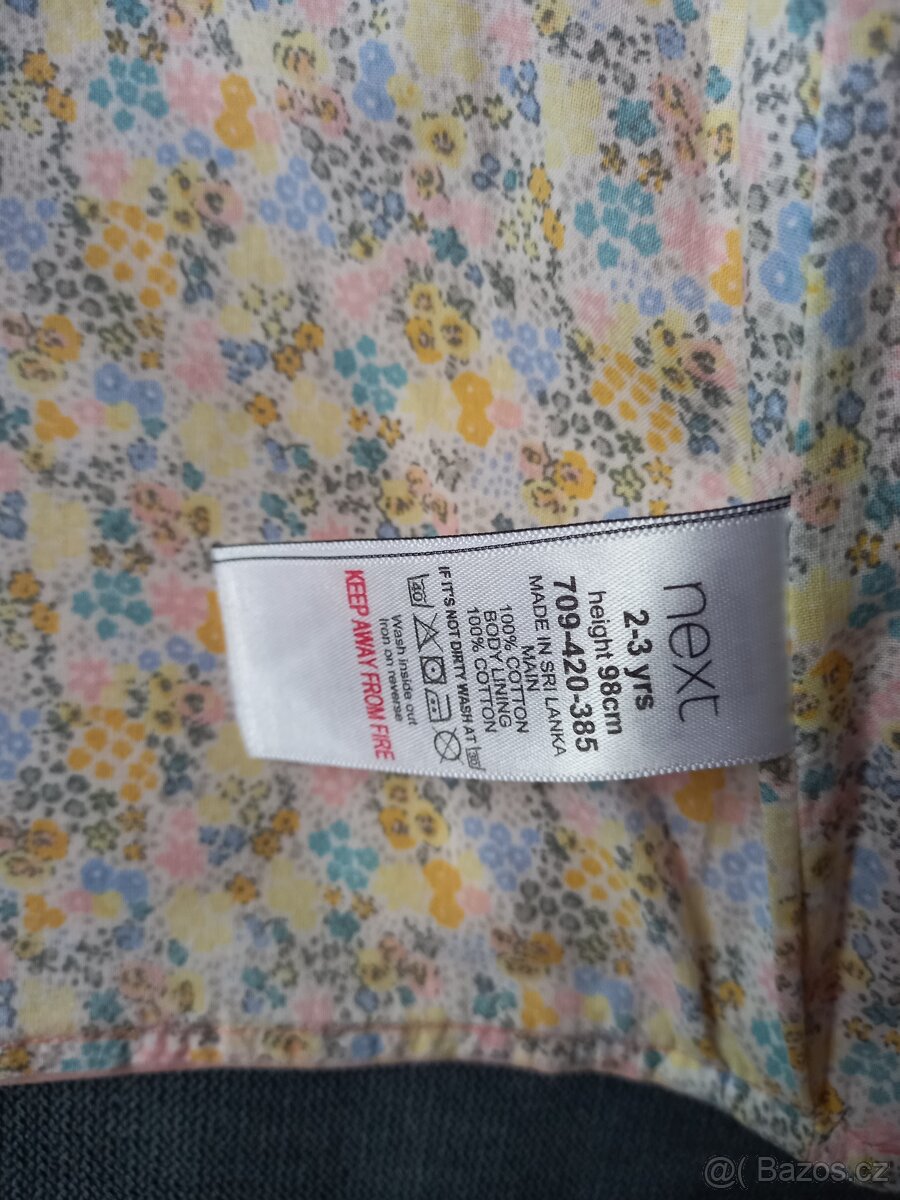 next
2-3 yrs
height 98cm
709-420-385
MADE IN SRI LANKA
MAIN
100% COTTON
BODY LINING
100% COTTON
IF IT'S NOT DIRTY WASH AT 30
40
Wash inside out
Iron on reverse
KEEP AWAY FROM FIRE
@( Bazos.cz